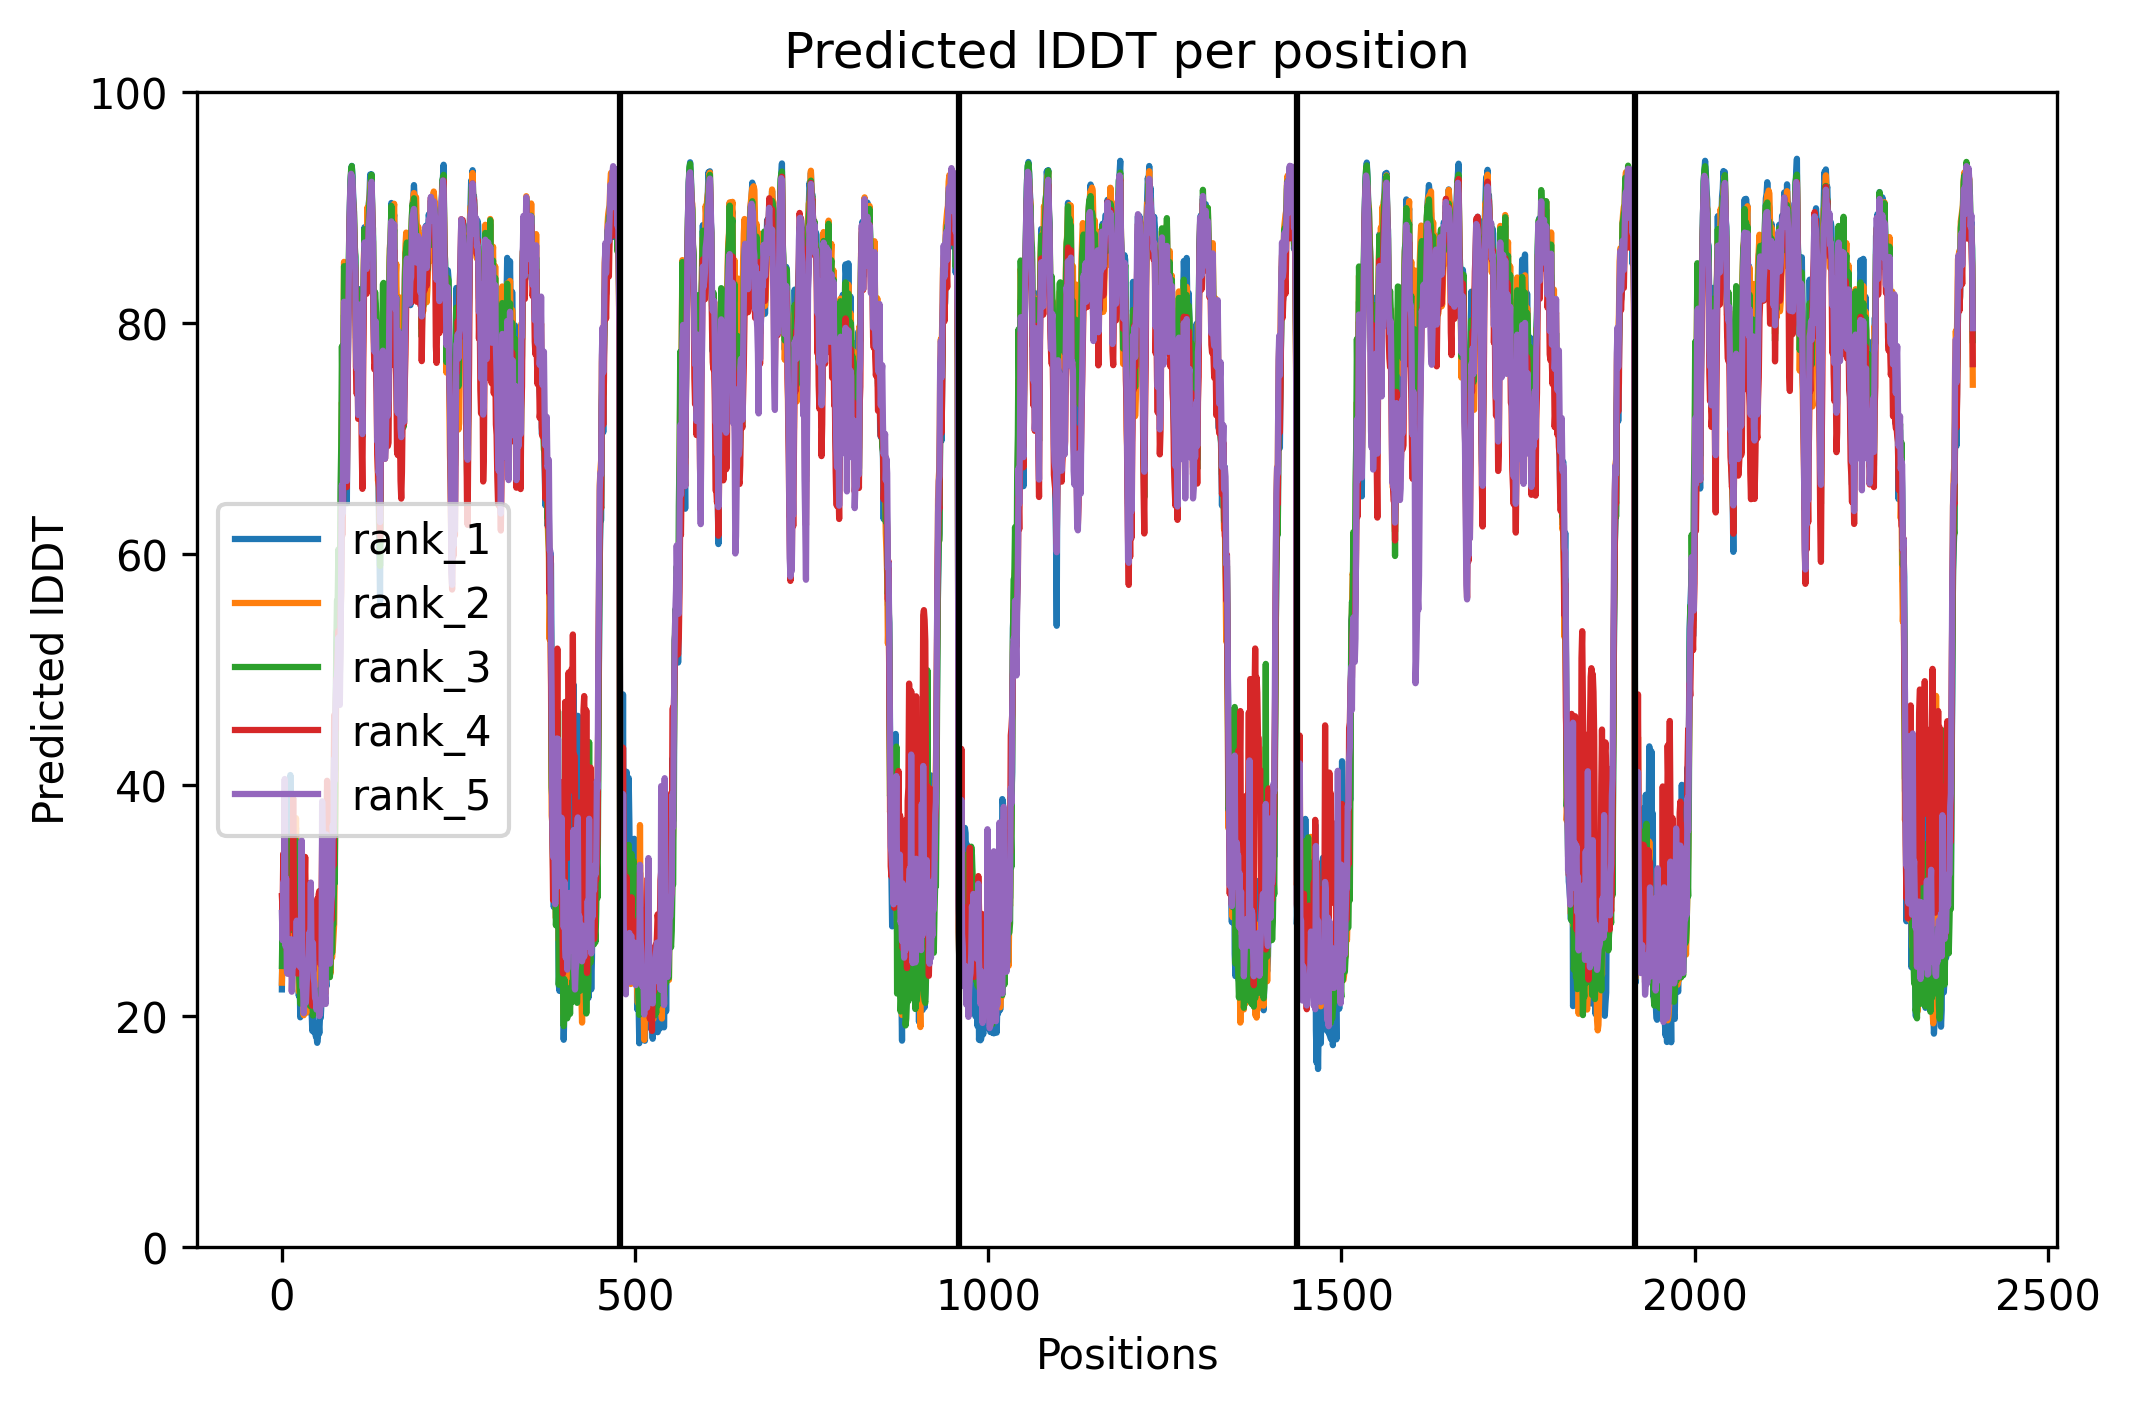 Predicted lDDT per position
100
80
60
40
20
0
Predicted lDDT
rank_1
rank_2
rank_3
rank_4
rank_5
0 500 1000 1500 2000 2500
Positions